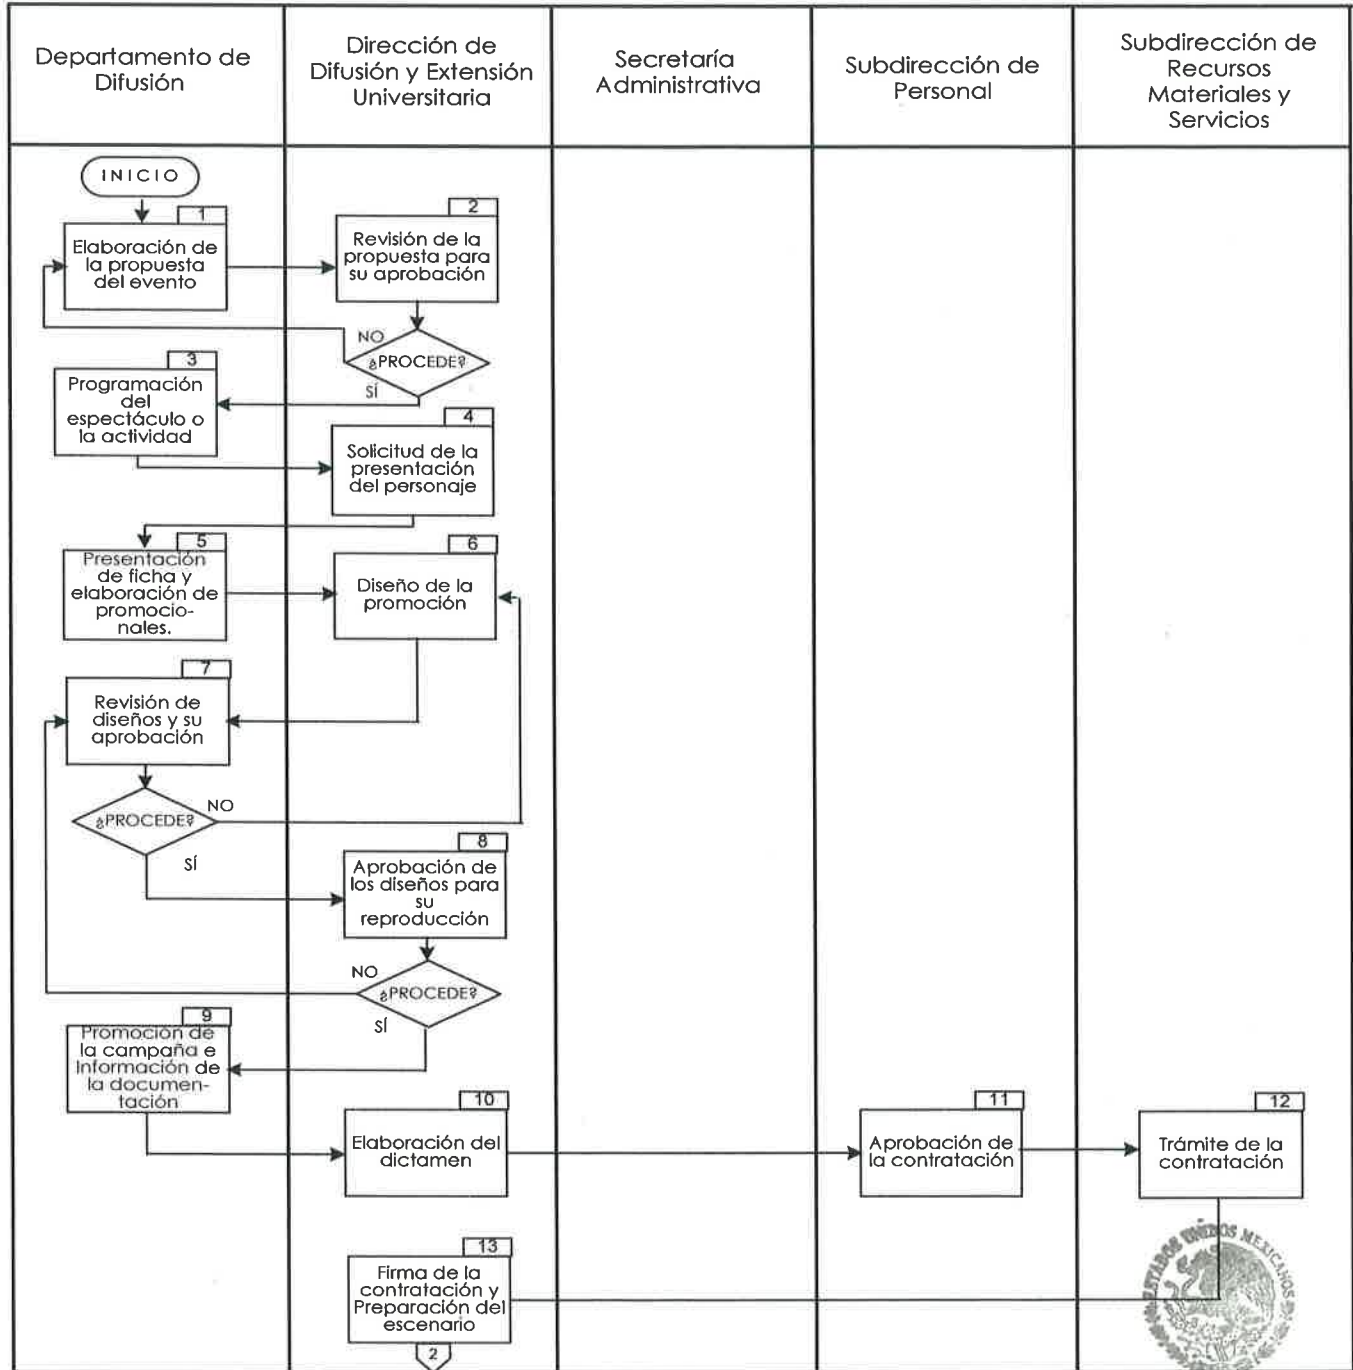 Departamento de
Difusión
Dirección de
Difusión y Extensión
Universitaria
Secretaría
Administrativa
Subdirección de
Personal
Subdirección de
Recursos
Materiales y
Servicios
INICIO
1
Elaboración de
la propuesta
del evento
2
Revisión de la
propuesta para
su aprobación
NO
¿PROCEDE?
SÍ
3
Programación
del
espectáculo o
la actividad
4
Solicitud de la
presentación
del personaje
5
Presentación
de ficha y
elaboración de
promocio-
nales.
6
Diseño de la
promoción
7
Revisión de
diseños y su
aprobación
¿PROCEDE?
NO
SÍ
8
Aprobación de
los diseños para
su
reproducción
NO
¿PROCEDE?
SÍ
9
Promoción de
la campaña e
Información de
la documen-
tación
10
Elaboración del
dictamen
11
Aprobación de
la contratación
12
Trámite de la
contratación
13
Firma de la
contratación y
Preparación del
escenario
2
ESTADOS UNIDOS MEXICANOS